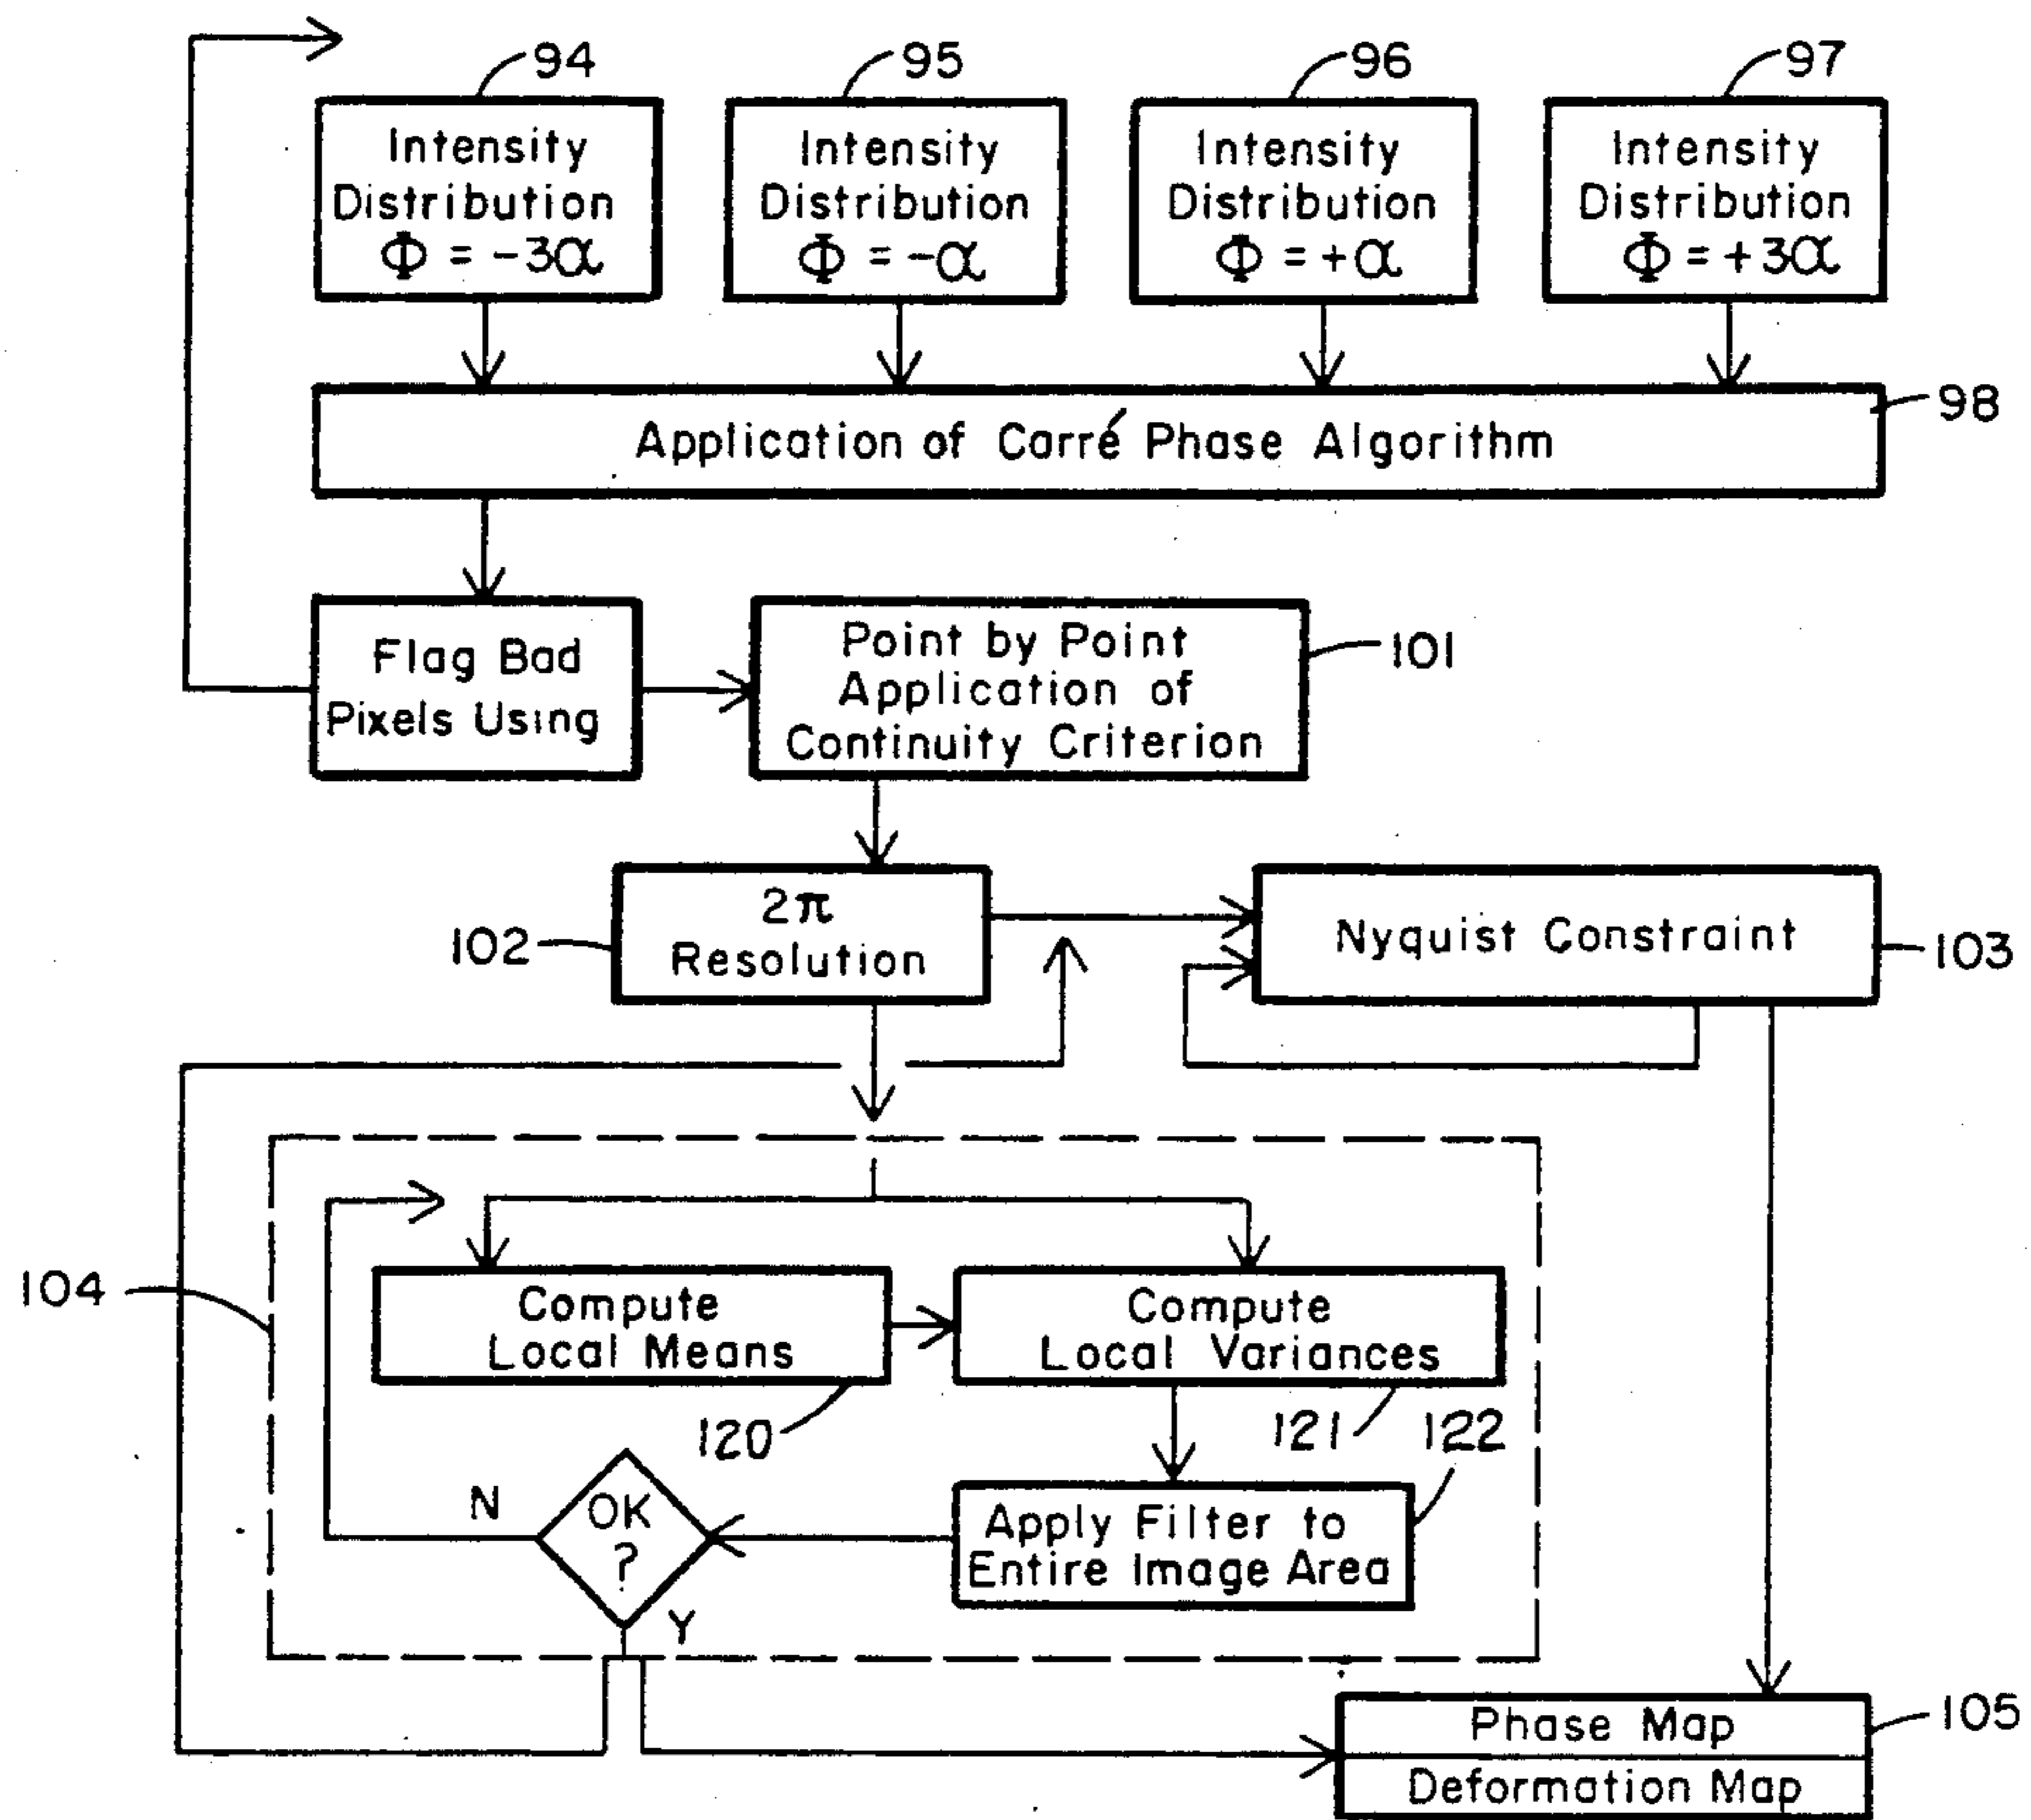 94
95
96
97
Intensity
Distribution
Φ = -3α
Intensity
Distribution
Φ = -α
Intensity
Distribution
Φ = +α
Intensity
Distribution
Φ = +3α
98
Application of Carré Phase Algorithm
Flag Bad
Pixels Using
Point by Point
Application of
Continuity Criterion
101
2π
Resolution
102
Nyquist Constraint
103
104
Compute
Local Means
120
Compute
Local Variances
121
122
N
OK
?
Y
Apply Filter to
Entire Image Area
Phase Map
Deformation Map
105